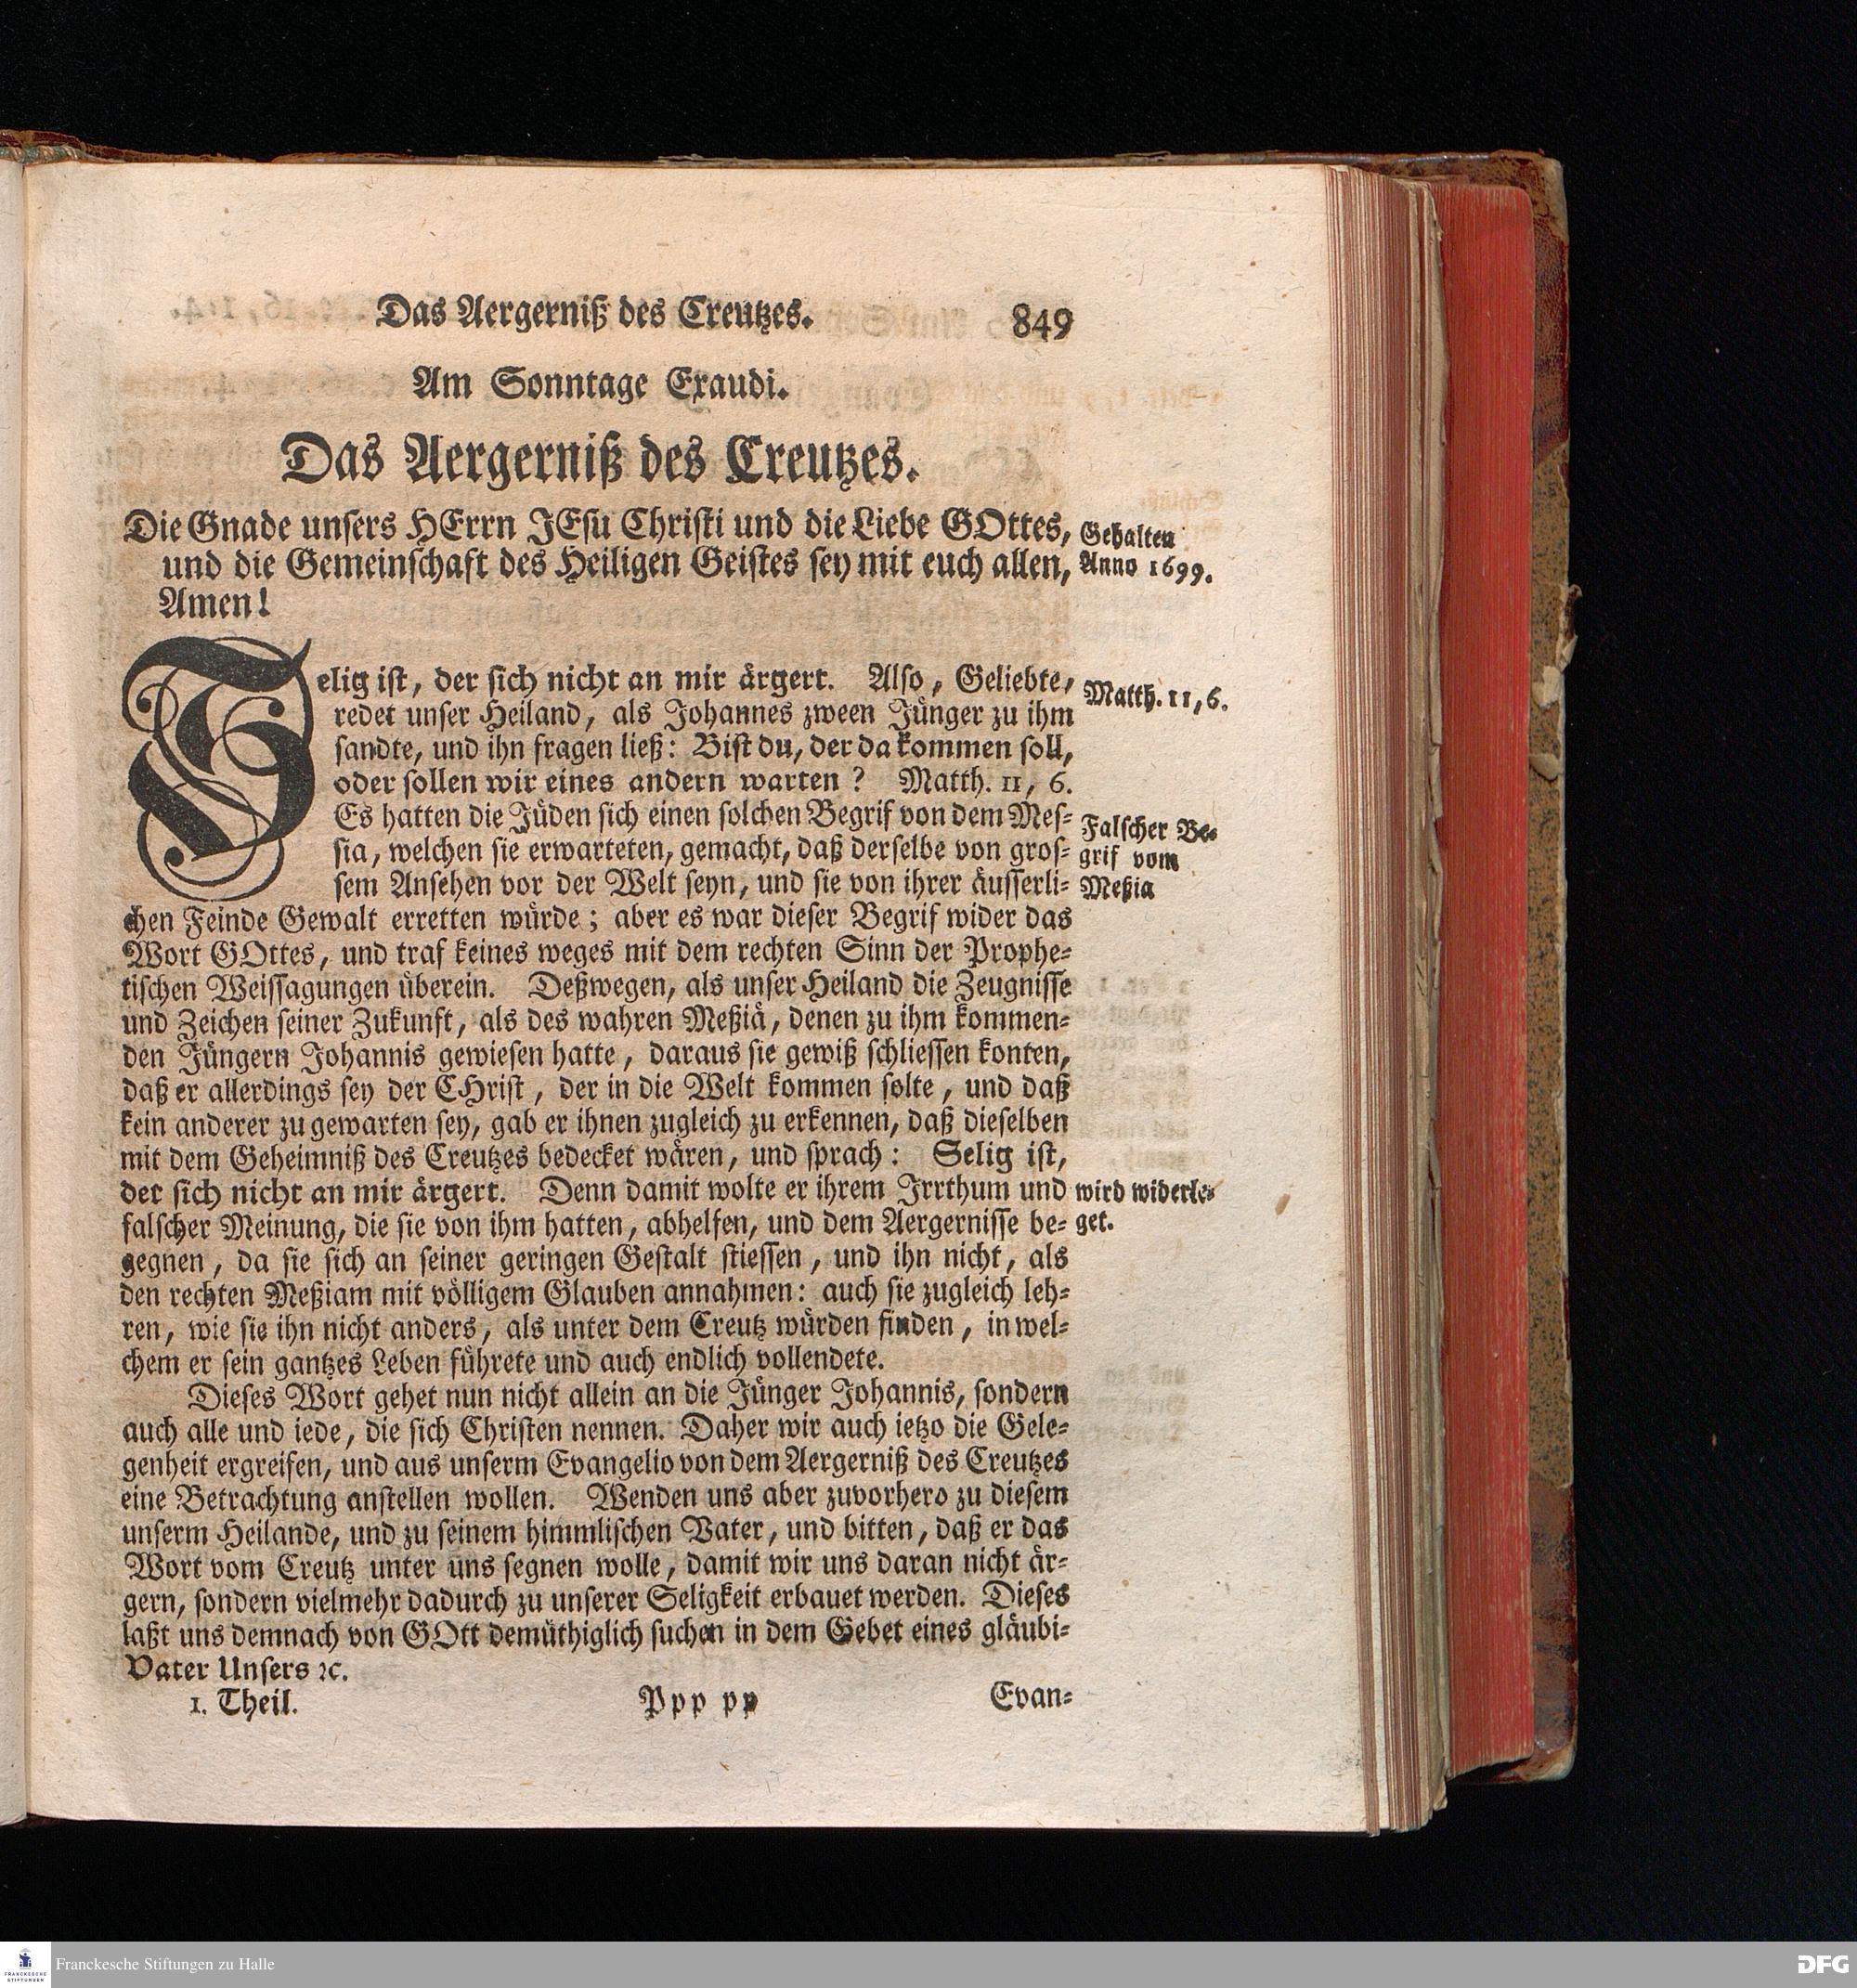 Das Aergerniß des Creutzes. 849
Am Sonntage Exaudi.
Das Aergerniß des Creutzes.
Die Gnade unsers HErrn JEsu Christi und die Liebe GOttes,
und die Gemeinschaft des Heiligen Geistes sey mit euch allen,
Amen!
Gehalten
Anno 1699.
Selig ist, der sich nicht an mir ärgert. Also, Geliebte,
redet unser Heiland, als Johannes zween Jünger zu ihm
sandte, und ihn fragen ließ: Bist du, der da kommen soll,
oder sollen wir eines andern warten? Matth. 11, 6.
Es hatten die Jüden sich einen solchen Begrif von dem Mes-
sia, welchen sie erwarteten, gemacht, daß derselbe von gros-
sem Ansehen vor der Welt seyn, und sie von ihrer äusserli-
chen Feinde Gewalt erretten würde; aber es war dieser Begrif wider das
Wort GOttes, und traf keines weges mit dem rechten Sinn der Prophe-
tischen Weissagungen überein. Deßwegen, als unser Heiland die Zeugnisse
und Zeichen seiner Zukunft, als des wahren Meßiä, denen zu ihm kommen-
den Jüngern Johannis gewiesen hatte, daraus sie gewiß schliessen konten,
daß er allerdings sey der CHrist, der in die Welt kommen solte, und daß
kein anderer zu gewarten sey, gab er ihnen zugleich zu erkennen, daß dieselben
mit dem Geheimniß des Creutzes bedecket wären, und sprach: Selig ist,
der sich nicht an mir ärgert. Denn damit wolte er ihrem Irrthum und
falscher Meinung, die sie von ihm hatten, abhelfen, und dem Aergernisse be-
gegnen, da sie sich an seiner geringen Gestalt stiessen, und ihn nicht, als
den rechten Meßiam mit völligem Glauben annahmen: auch sie zugleich leh-
ren, wie sie ihn nicht anders, als unter dem Creutz würden finden, in wel-
chem er sein gantzes Leben führete und auch endlich vollendete.
Matth. 11, 6.
Falscher Be-
grif vom
Meßia
wird widerle-
get.
Dieses Wort gehet nun nicht allein an die Jünger Johannis, sondern
auch alle und iede, die sich Christen nennen. Daher wir auch ietzo die Gele-
genheit ergreifen, und aus unserm Evangelio von dem Aergerniß des Creutzes
eine Betrachtung anstellen wollen. Wenden uns aber zuvorhero zu diesem
unserm Heilande, und zu seinem himmlischen Vater, und bitten, daß er das
Wort vom Creutz unter uns segnen wolle, damit wir uns daran nicht är-
gern, sondern vielmehr dadurch zu unserer Seligkeit erbauet werden. Dieses
laßt uns demnach von GOtt demüthiglich suchen in dem Gebet eines gläubi-
Vater Unsers ꝛc.
1. Theil. Ppp pp Evan-
FRANCKESCHE
STIFTUNGEN
Franckesche Stiftungen zu Halle
DFG